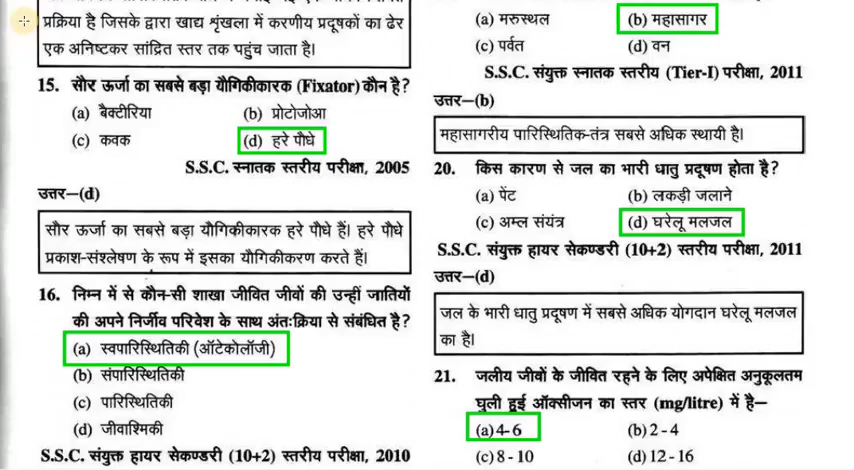 प्रक्रिया है जिसके द्वारा खाद्य शृंखला में करणीय प्रदूषकों का ढेर
एक अनिष्टकर सांद्रित स्तर तक पहुंच जाता है।
15. सौर ऊर्जा का सबसे बड़ा यौगिकीकारक (Fixator) कौन है?
(a) बैक्टीरिया (b) प्रोटोजोआ
(c) कवक (d) हरे पौधे
S.S.C. स्नातक स्तरीय परीक्षा, 2005
उत्तर–(d)
सौर ऊर्जा का सबसे बड़ा यौगिकीकारक हरे पौधे हैं। हरे पौधे
प्रकाश-संश्लेषण के रूप में इसका यौगिकीकरण करते हैं।
16. निम्न में से कौन-सी शाखा जीवित जीवों की उन्हीं जातियों
की अपने निर्जीव परिवेश के साथ अंतःक्रिया से संबंधित है?
(a) स्वपारिस्थितिकी (ऑटेकोलॉजी)
(b) संपारिस्थितिकी
(c) पारिस्थितिकी
(d) जीवाश्मिकी
S.S.C. संयुक्त हायर सेकण्डरी (10+2) स्तरीय परीक्षा, 2010
(a) मरुस्थल (b) महासागर
(c) पर्वत (d) वन
S.S.C. संयुक्त स्नातक स्तरीय (Tier-I) परीक्षा, 2011
उत्तर–(b)
महासागरीय पारिस्थितिक-तंत्र सबसे अधिक स्थायी है।
20. किस कारण से जल का भारी धातु प्रदूषण होता है?
(a) पेंट (b) लकड़ी जलाने
(c) अम्ल संयंत्र (d) घरेलू मलजल
S.S.C. संयुक्त हायर सेकण्डरी (10+2) स्तरीय परीक्षा, 2011
उत्तर–(d)
जल के भारी धातु प्रदूषण में सबसे अधिक योगदान घरेलू मलजल
का है।
21. जलीय जीवों के जीवित रहने के लिए अपेक्षित अनुकूलतम
घुली हुई ऑक्सीजन का स्तर (mg/litre) में है–
(a) 4- 6 (b) 2 - 4
(c) 8 - 10 (d) 12 - 16